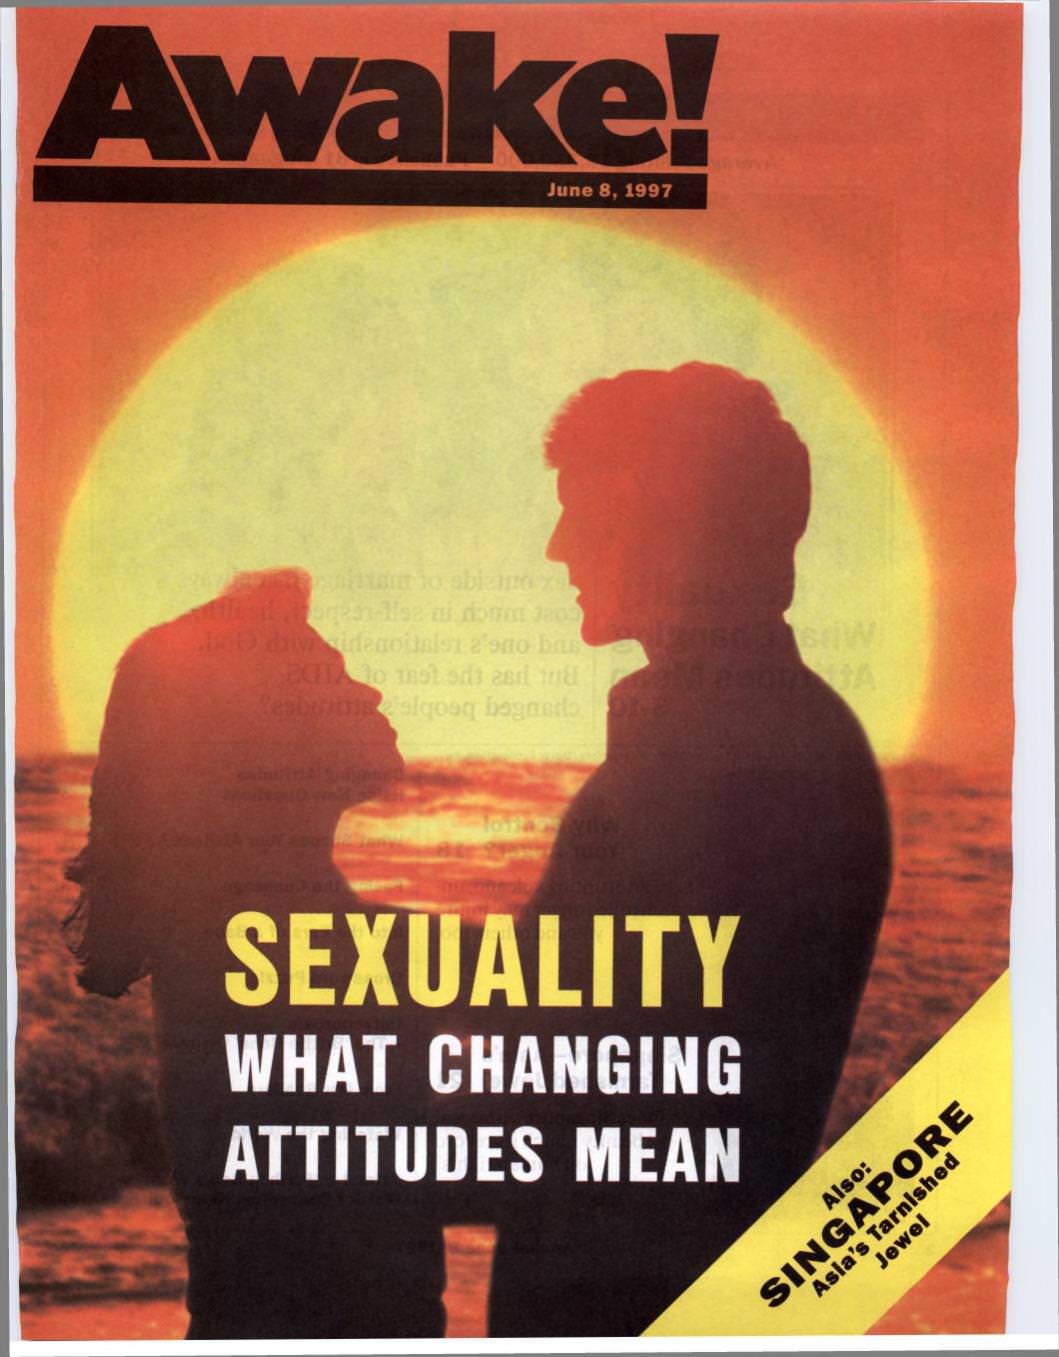 Awake!
June 8, 1997
SEXUALITY
WHAT CHANGING
ATTITUDES MEAN
Also:
SINGAPORE
Asia's Tarnished
Jewel